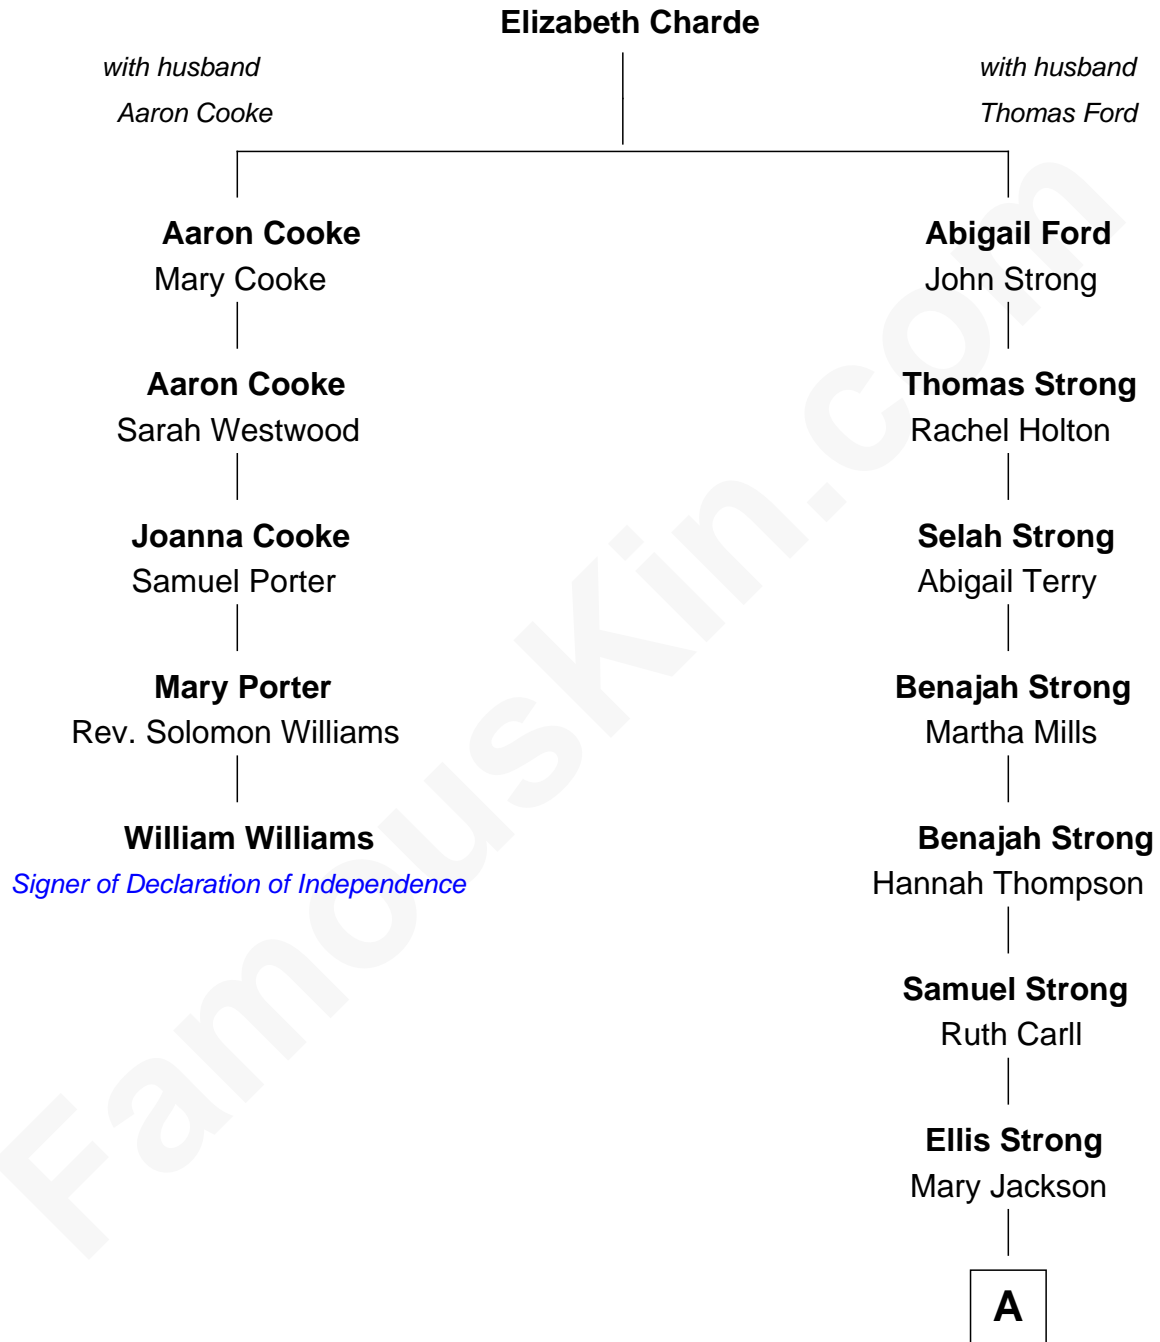 Elizabeth Charde
with husband
Aaron Cooke
with husband
Thomas Ford
Aaron Cooke
Mary Cooke
Aaron Cooke
Sarah Westwood
Joanna Cooke
Samuel Porter
Mary Porter
Rev. Solomon Williams
William Williams
Signer of Declaration of Independence
Abigail Ford
John Strong
Thomas Strong
Rachel Holton
Selah Strong
Abigail Terry
Benajah Strong
Martha Mills
Benajah Strong
Hannah Thompson
Samuel Strong
Ruth Carll
Ellis Strong
Mary Jackson
A
FamousKin.com